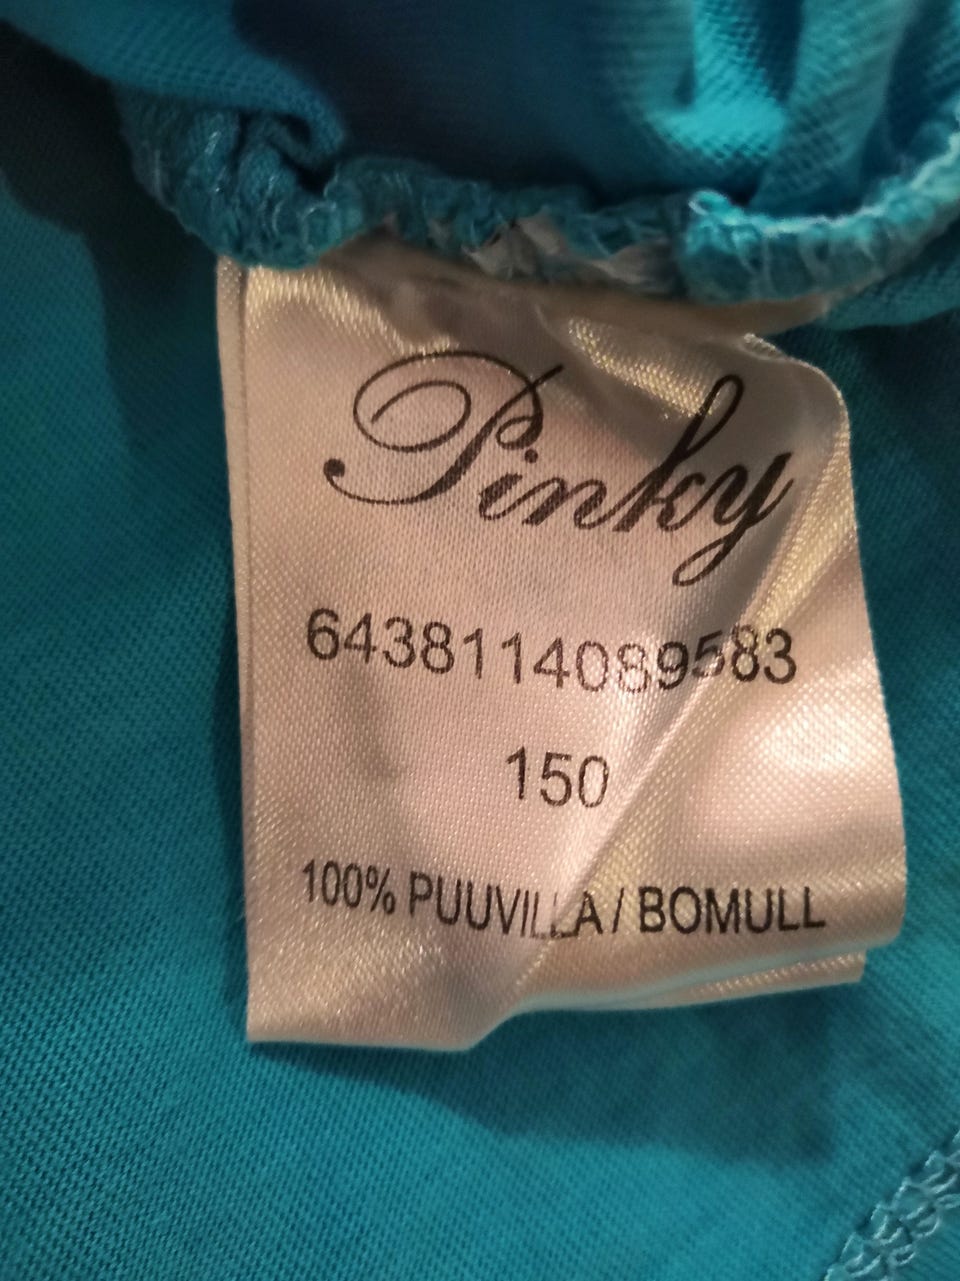 Pinky
6438114089583
150
100% PUUVILLA / BOMULL